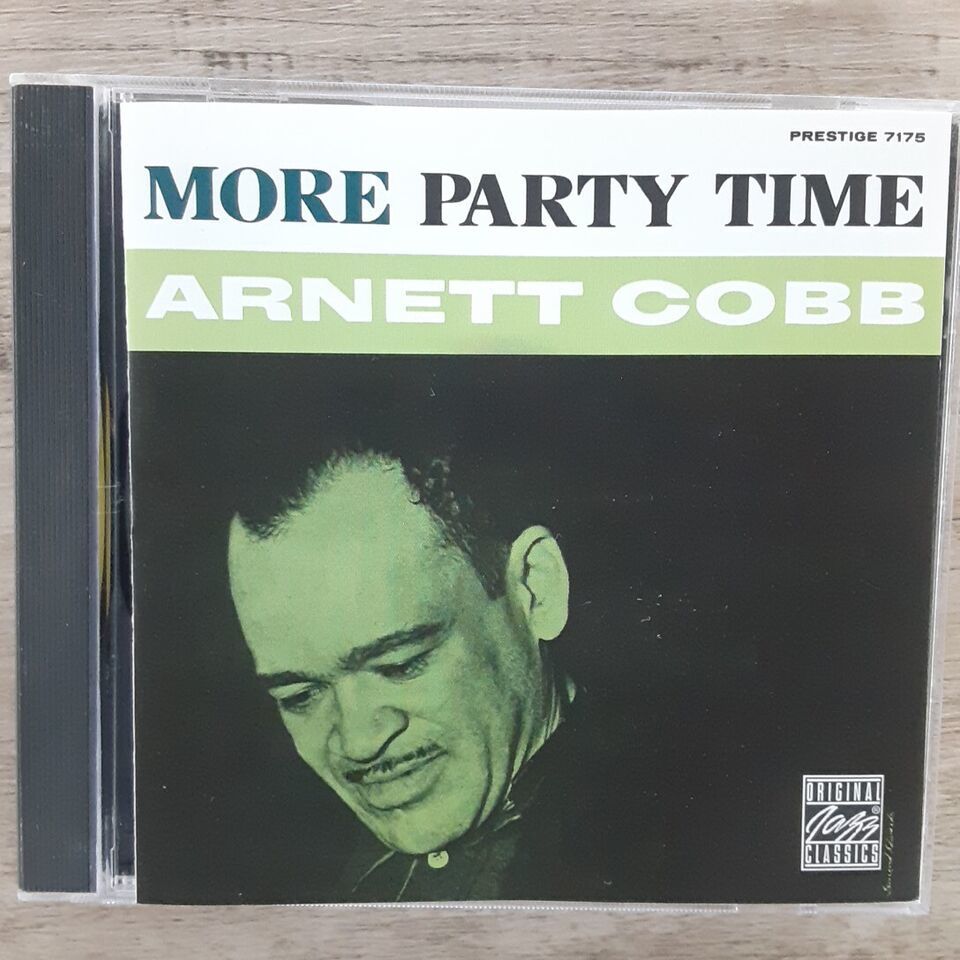 PRESTIGE 7175
MORE PARTY TIME
ARNETT COBB
ORIGINAL
Jazz®
CLASSICS